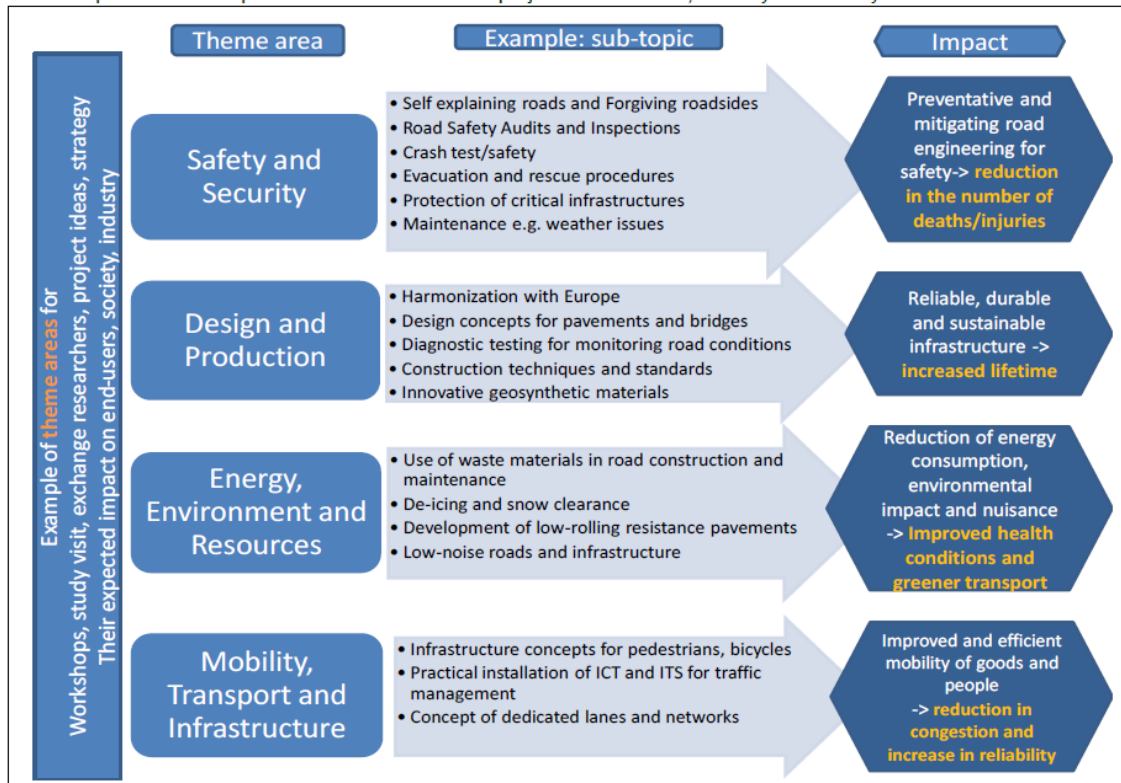 Theme area
Example: sub-topic
Impact
Example of theme areas for
Workshops, study visit, exchange researchers, project ideas, strategy
Their expected impact on end-users, society, industry
Safety and
Security
• Self explaining roads and Forgiving roadsides
• Road Safety Audits and Inspections
• Crash test/safety
• Evacuation and rescue procedures
• Protection of critical infrastructures
• Maintenance e.g. weather issues
Preventative and
mitigating road
engineering for
safety-> reduction
in the number of
deaths/injuries
Design and
Production
• Harmonization with Europe
• Design concepts for pavements and bridges
• Diagnostic testing for monitoring road conditions
• Construction techniques and standards
• Innovative geosynthetic materials
Reliable, durable
and sustainable
infrastructure ->
increased lifetime
Energy,
Environment and
Resources
• Use of waste materials in road construction and
maintenance
• De-icing and snow clearance
• Development of low-rolling resistance pavements
• Low-noise roads and infrastructure
Reduction of energy
consumption,
environmental
impact and nuisance
-> Improved health
conditions and
greener transport
Mobility,
Transport and
Infrastructure
• Infrastructure concepts for pedestrians, bicycles
• Practical installation of ICT and ITS for traffic
management
• Concept of dedicated lanes and networks
Improved and efficient
mobility of goods and
people
-> reduction in
congestion and
increase in reliability